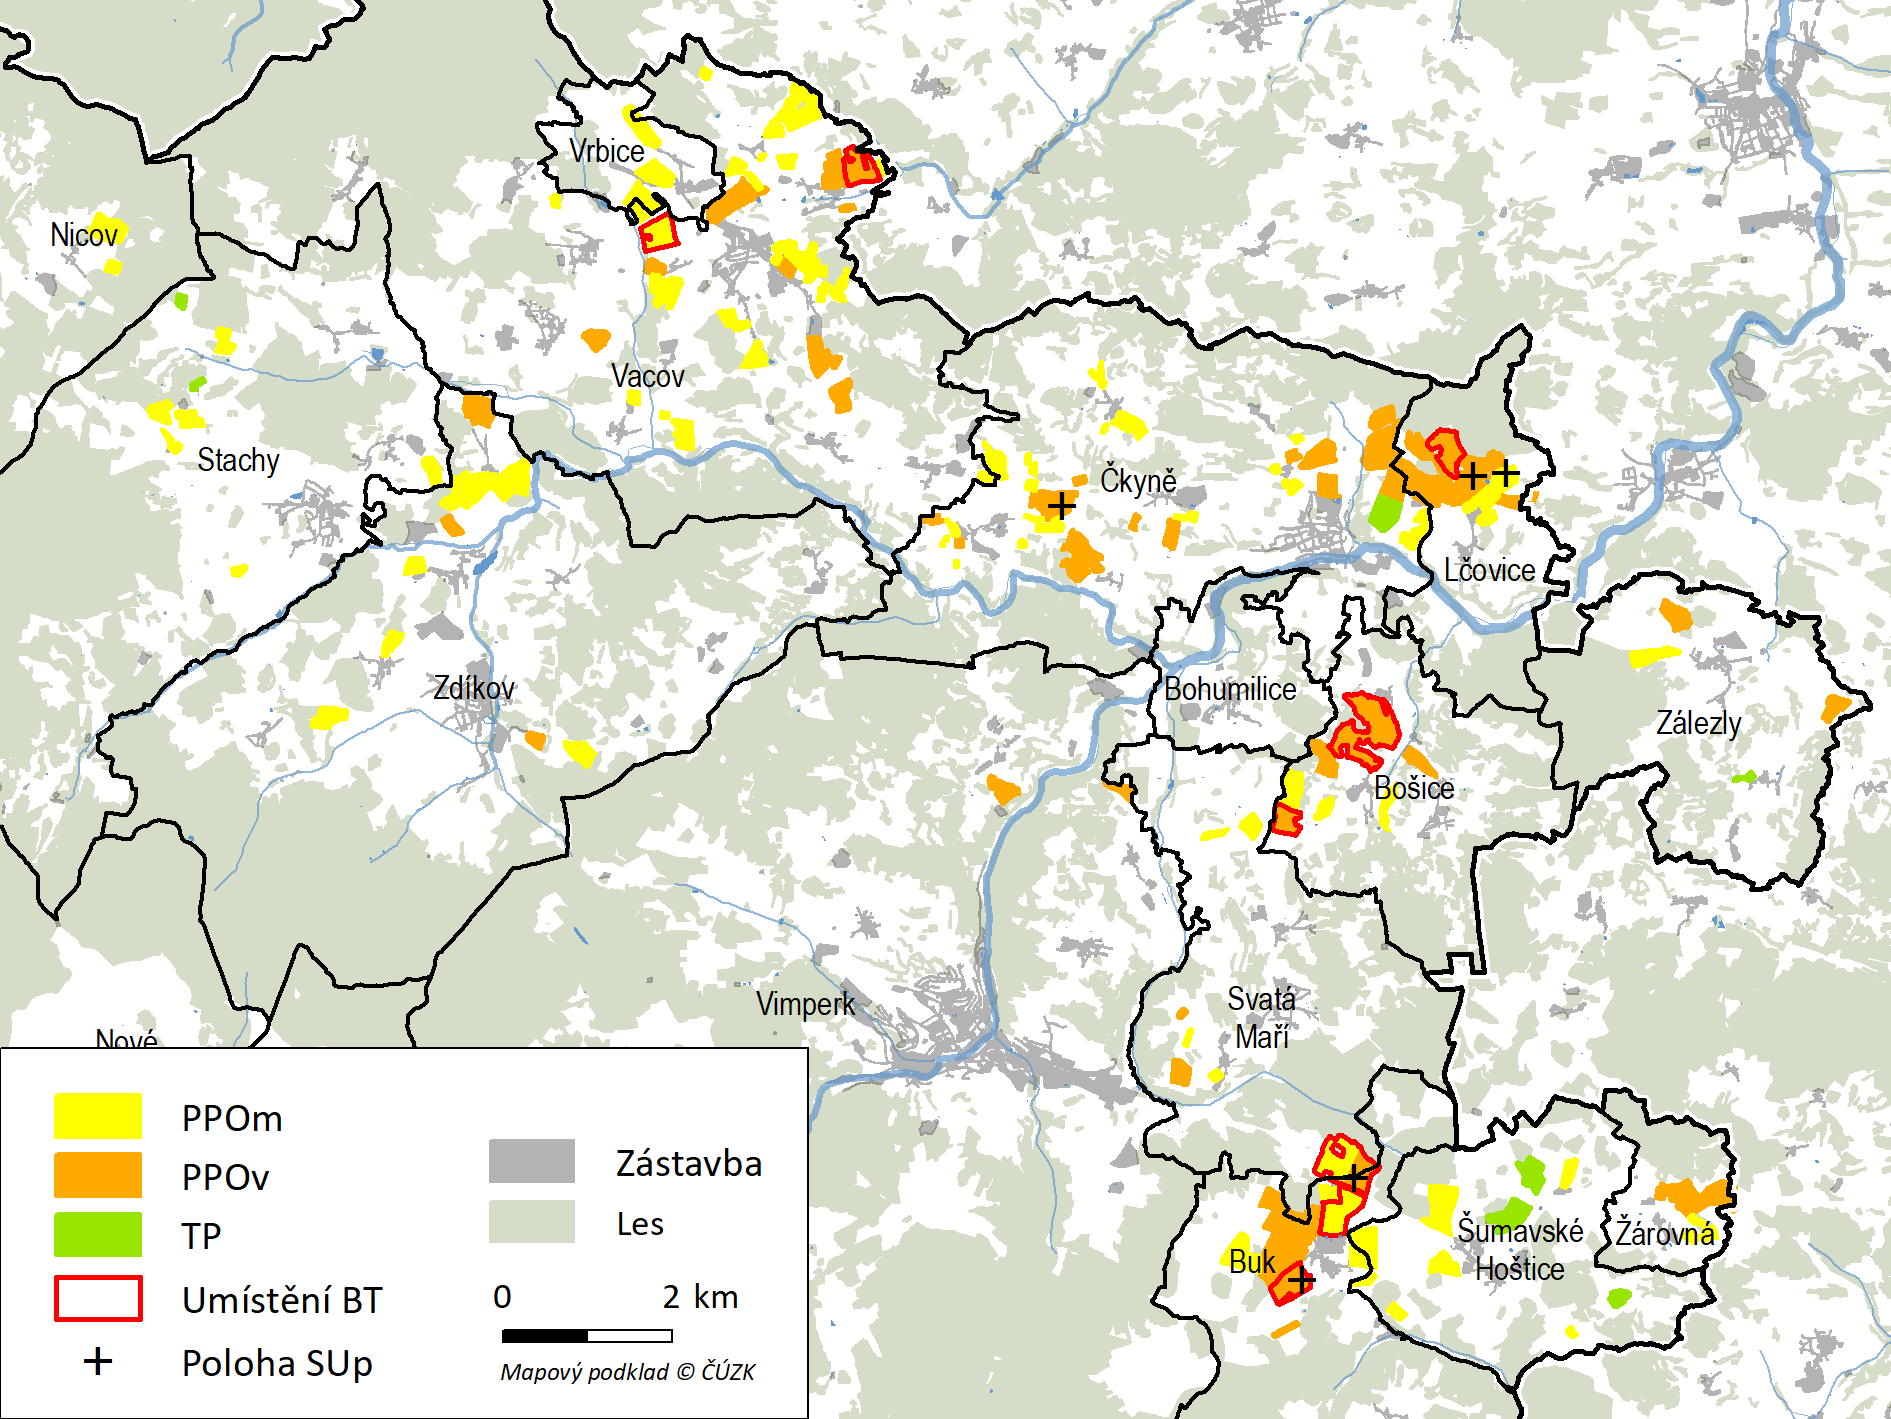 Vrbice
Nicov
Vacov
Stachy
Čkyně
Lčovice
Zdíkov
Bohumilice
Zálezly
Bošice
Vimperk
Svatá
Maří
Nové
Šumavské
Hoštice
Žárovná
Buk
PPOm
PPOv
TP
Umístění BT
Poloha SUp
Zástavba
Les
0 2 km
Mapový podklad © ČÚZK